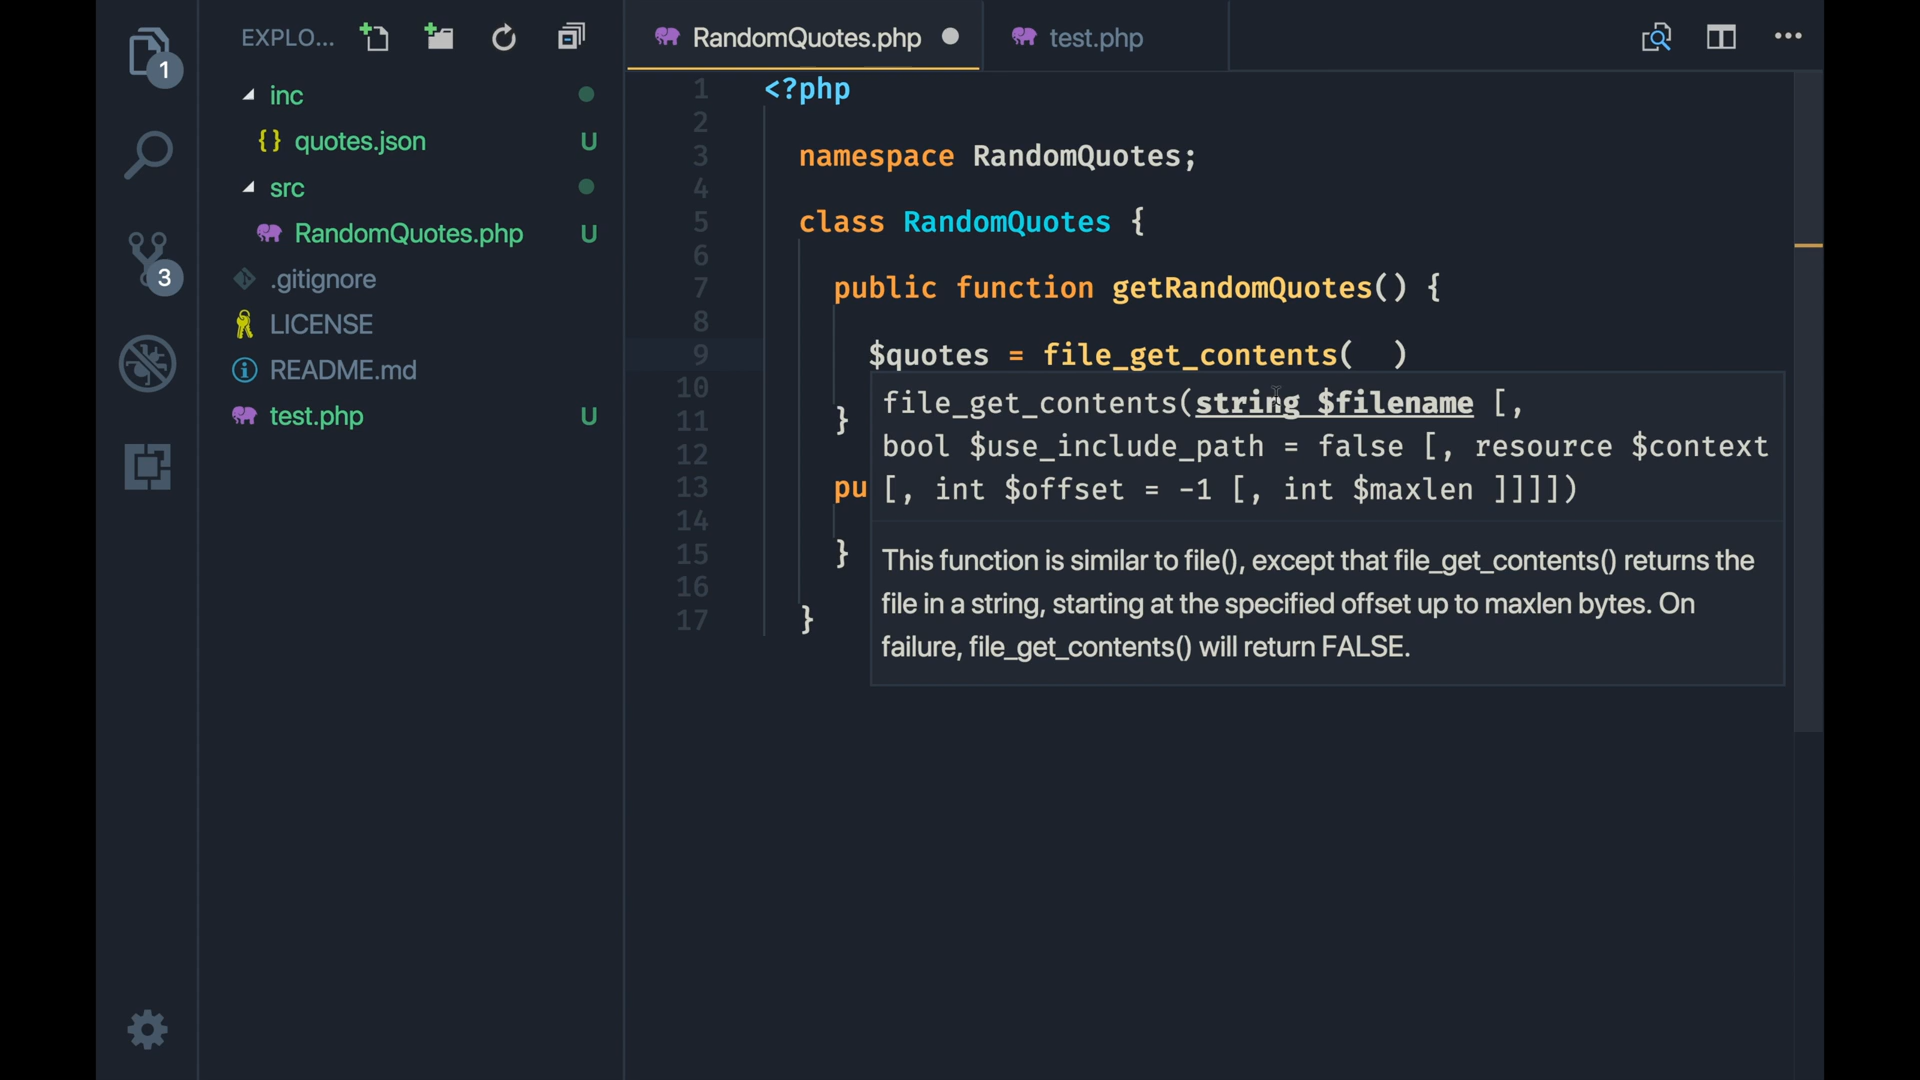 EXPLO...
RandomQuotes.php
test.php
1
inc
{} quotes.json U
src
RandomQuotes.php U
3
.gitignore
LICENSE
README.md
test.php U
1 <?php
2
3 namespace RandomQuotes;
4
5 class RandomQuotes {
6
7 public function getRandomQuotes() {
8
9 $quotes = file_get_contents( )
10
11 }
12
13 pu
14
15 }
16
17 }
file_get_contents(string $filename [,
bool $use_include_path = false [, resource $context
[, int $offset = -1 [, int $maxlen ]]]])
This function is similar to file(), except that file_get_contents() returns the
file in a string, starting at the specified offset up to maxlen bytes. On
failure, file_get_contents() will return FALSE.